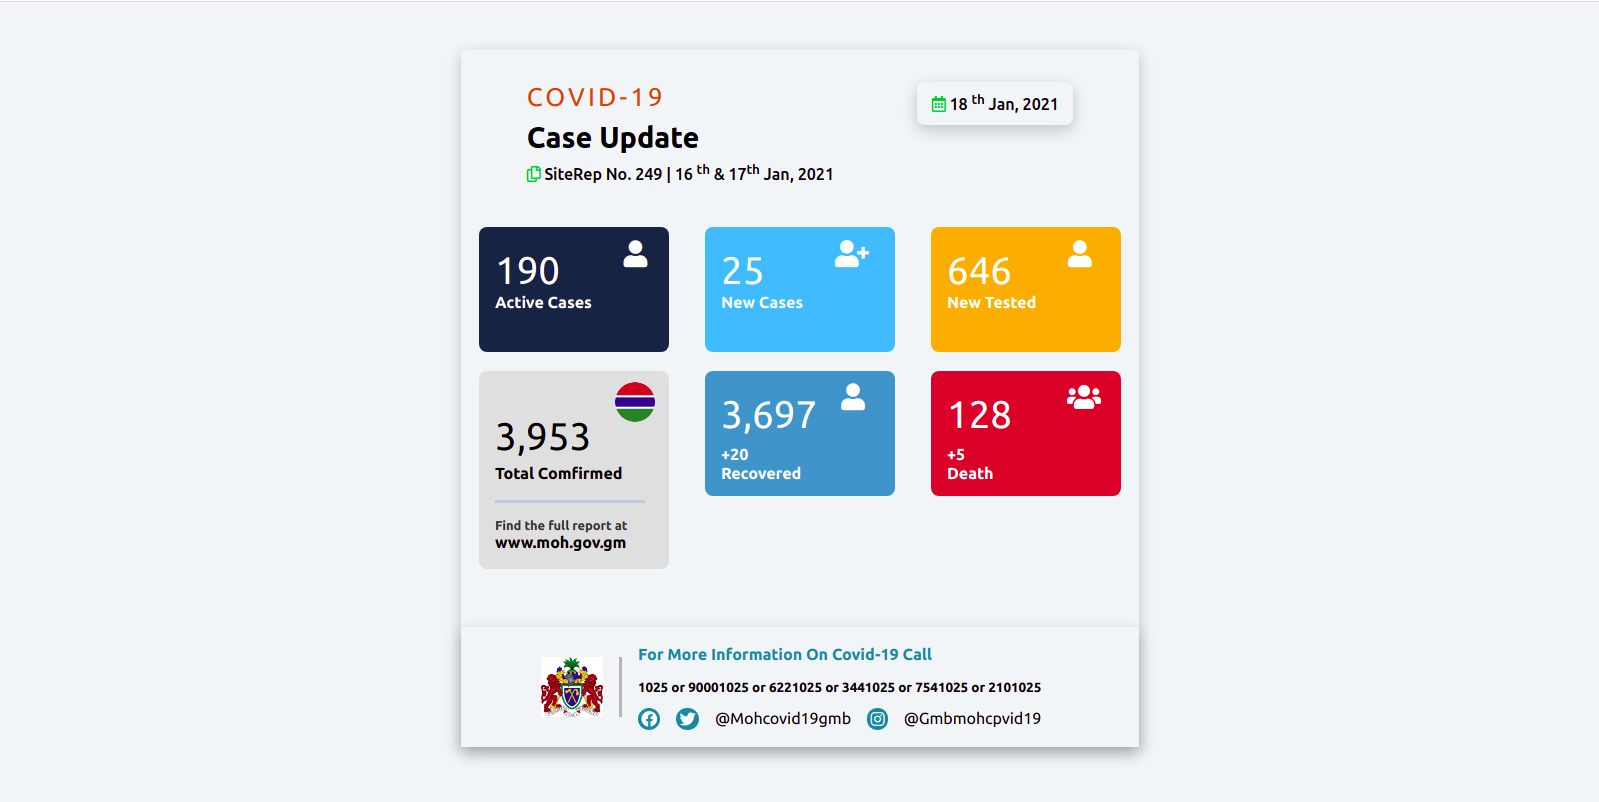 COVID-19
18 th Jan, 2021
Case Update
SiteRep No. 249 | 16 th & 17th Jan, 2021
190
Active Cases
25
New Cases
646
New Tested
3,953
Total Comfirmed
Find the full report at
www.moh.gov.gm
3,697
+20
Recovered
128
+5
Death
For More Information On Covid-19 Call
1025 or 90001025 or 6221025 or 3441025 or 7541025 or 2101025
@Mohcovid19gmb @Gmbmohcpvid19